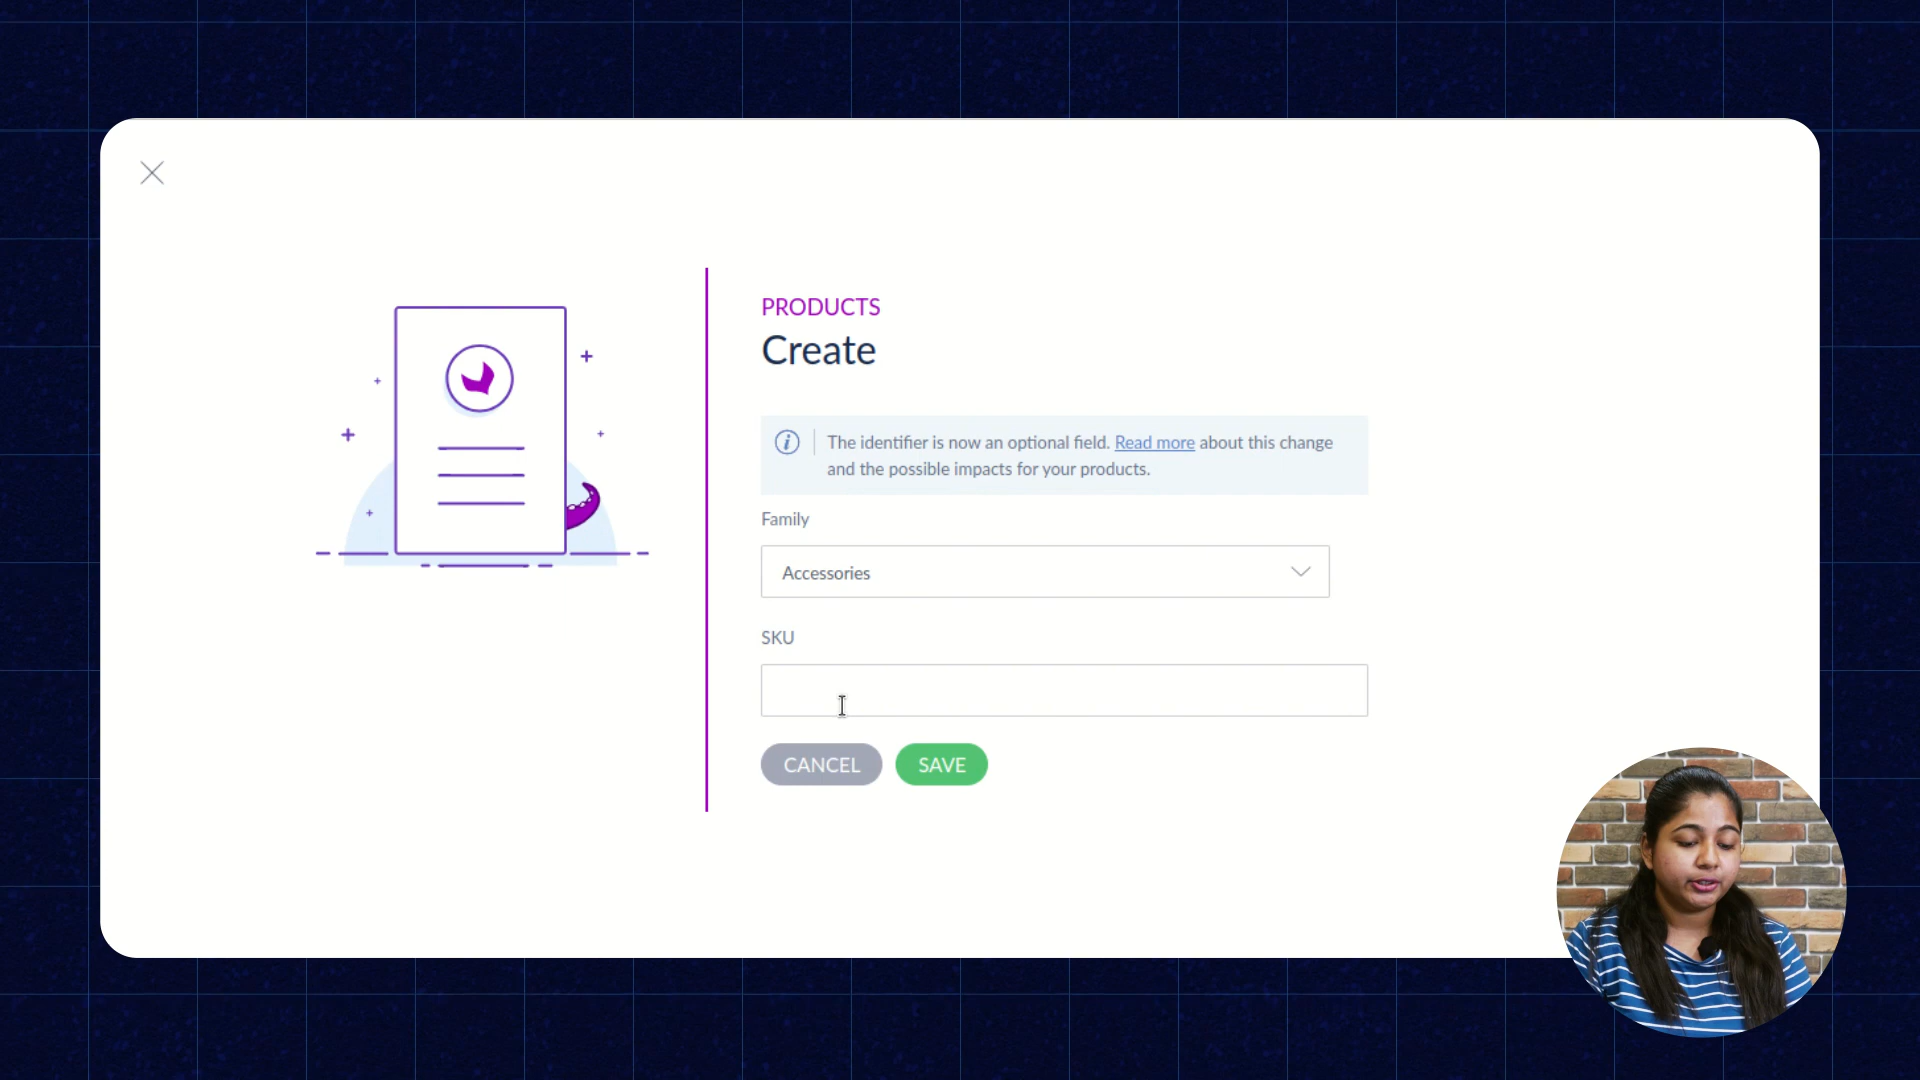 PRODUCTS
Create
The identifier is now an optional field. Read more about this change
and the possible impacts for your products.
Family
Accessories
SKU
CANCEL
SAVE